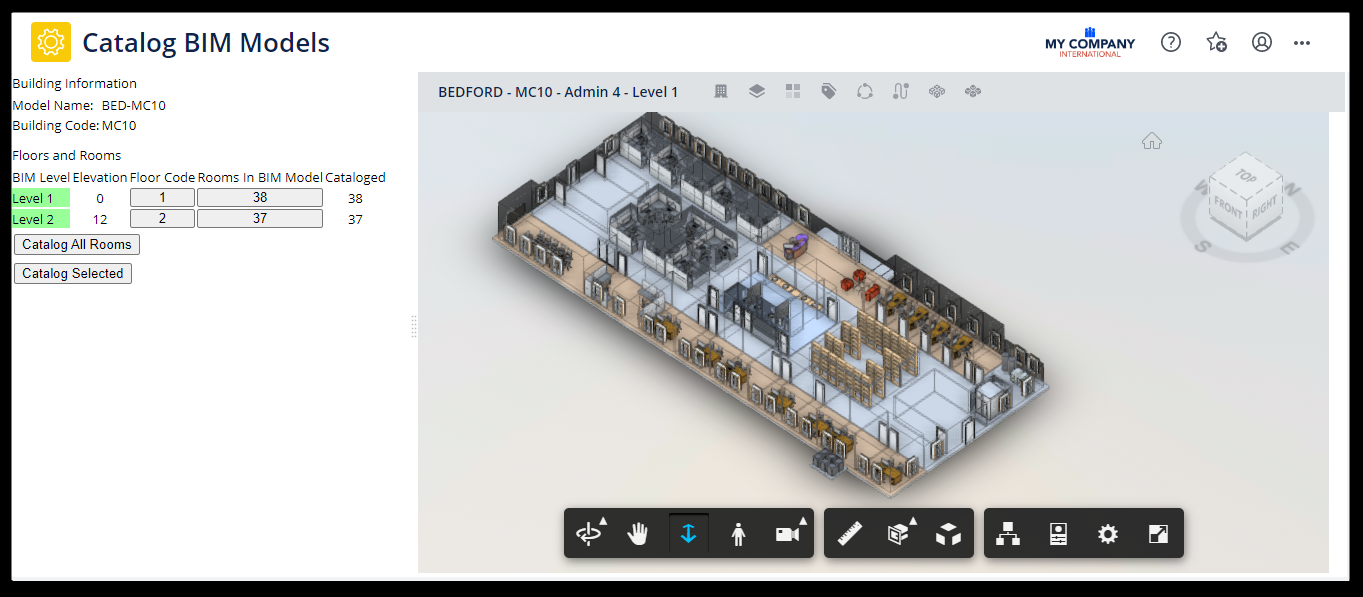 Catalog BIM Models
MY COMPANY
INTERNATIONAL
Building Information
Model Name: BED-MC10
Building Code: MC10
Floors and Rooms
BIM Level Elevation Floor Code Rooms In BIM Model Cataloged
Level 1 0 1 38 38
Level 2 12 2 37 37
Catalog All Rooms
Catalog Selected
BEDFORD - MC10 - Admin 4 - Level 1
TOP
FRONT
RIGHT
W
N
S
E